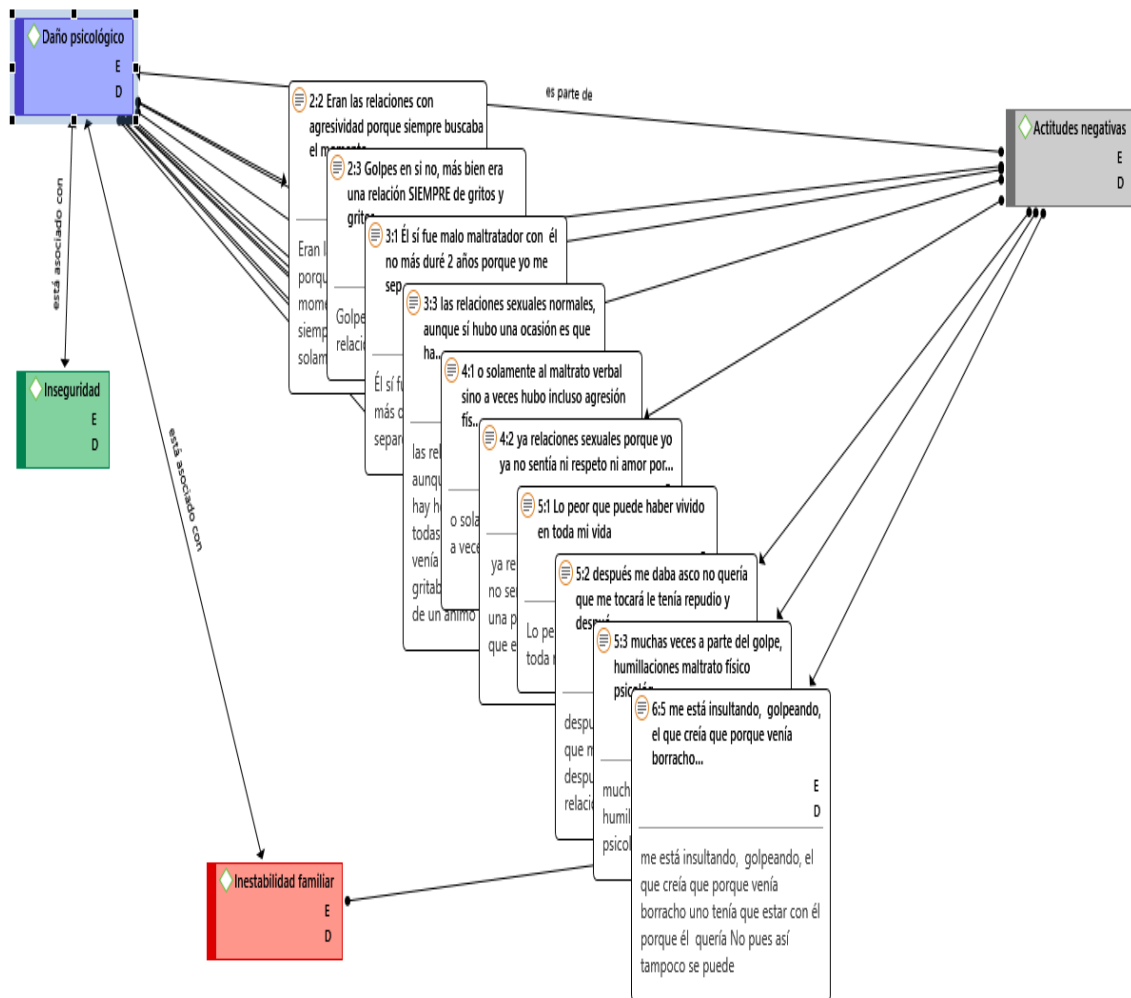 Daño psicológico
E
D
es parte de
Actitudes negativas
E
D
está asociado con
está asociado con
Inseguridad
E
D
Inestabilidad familiar
E
D
2:2 Eran las relaciones con
agresividad porque siempre buscaba
el
Eran
porqu
mome
siemp
solam
2:3 Golpes en si no, más bien era
una relación SIEMPRE de gritos y
Golpe
relaci
3:1 Él sí fue malo maltratador con él
no más duré 2 años porque yo me
sep
Él sí fu
más d
separ
3:3 las relaciones sexuales normales,
aunque sí hubo una ocasión es que
ha...
las rel
aunqu
hay h
todas
venía
gritab
de un ánimo
4:1 o solamente al maltrato verbal
sino a veces hubo incluso agresión
fís...
o sola
a vece
4:2 ya relaciones sexuales porque yo
ya no sentía ni respeto ni amor por...
ya re
no se
una p
que e
5:1 Lo peor que puede haber vivido
en toda mi vida
Lo pe
toda
5:2 después me daba asco no quería
que me tocará le tenía repudio y
despu
que m
despu
relaci
5:3 muchas veces a parte del golpe,
humillaciones maltrato físico
much
humil
psicol
6:5 me está insultando, golpeando,
el que creía que porque venía
borracho...
E
D
me está insultando, golpeando, el
que creía que porque venía
borracho uno tenía que estar con él
porque él quería No pues así
tampoco se puede